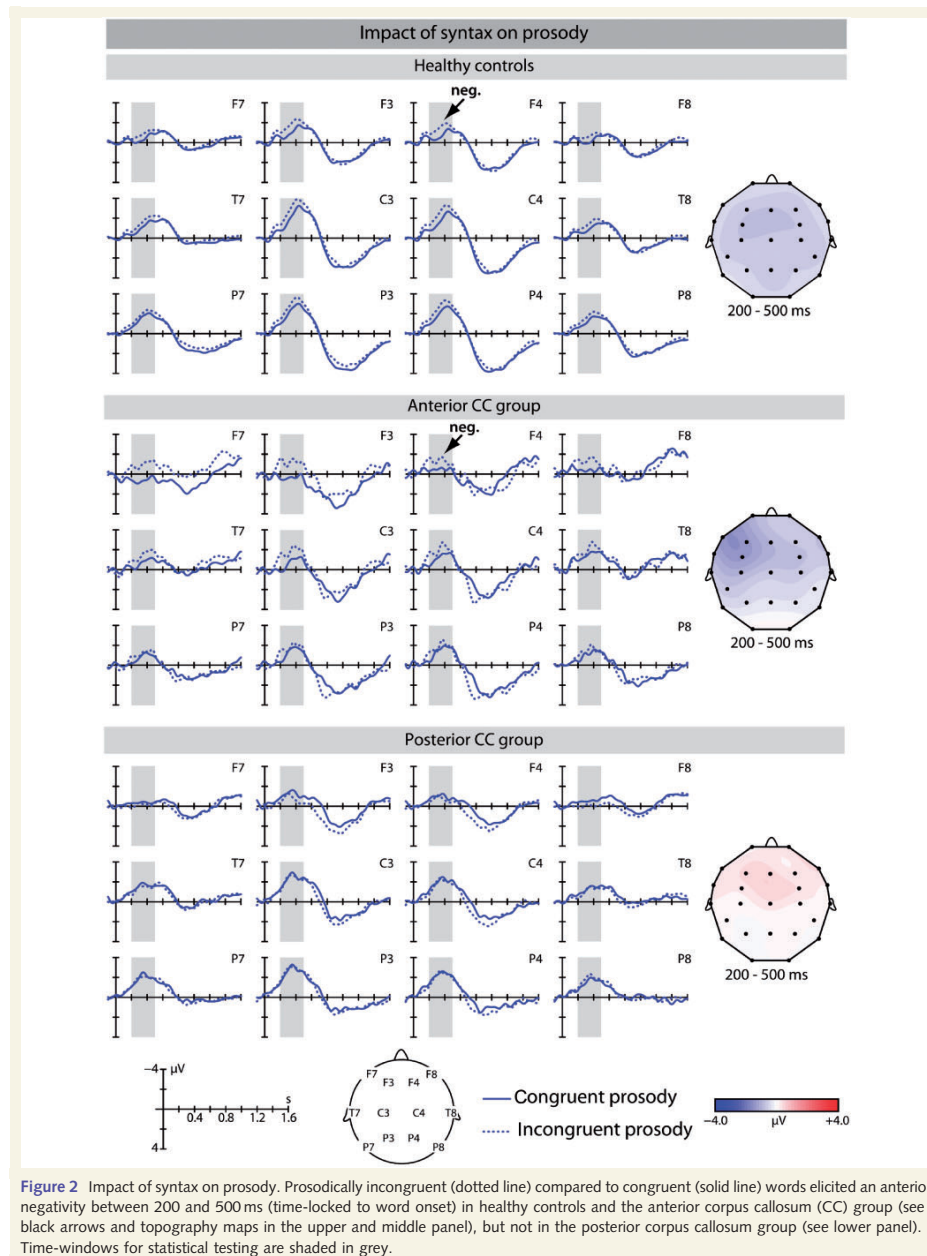 Impact of syntax on prosody
Healthy controls
neg.
F7 F3 F4 F8
T7 C3 C4 T8
200 - 500 ms
P7 P3 P4 P8
Anterior CC group
neg.
F7 F3 F4 F8
T7 C3 C4 T8
200 - 500 ms
P7 P3 P4 P8
Posterior CC group
F7 F3 F4 F8
T7 C3 C4 T8
200 - 500 ms
P7 P3 P4 P8
-4 µV
s
0.4 0.8 1.2 1.6
4
F7 F8
F3 F4
T7 C3 C4 T8
P3 P4
P7 P8
Congruent prosody
Incongruent prosody
-4.0 µV +4.0
Figure 2 Impact of syntax on prosody. Prosodically incongruent (dotted line) compared to congruent (solid line) words elicited an anterio
negativity between 200 and 500 ms (time-locked to word onset) in healthy controls and the anterior corpus callosum (CC) group (see
black arrows and topography maps in the upper and middle panel), but not in the posterior corpus callosum group (see lower panel).
Time-windows for statistical testing are shaded in grey.